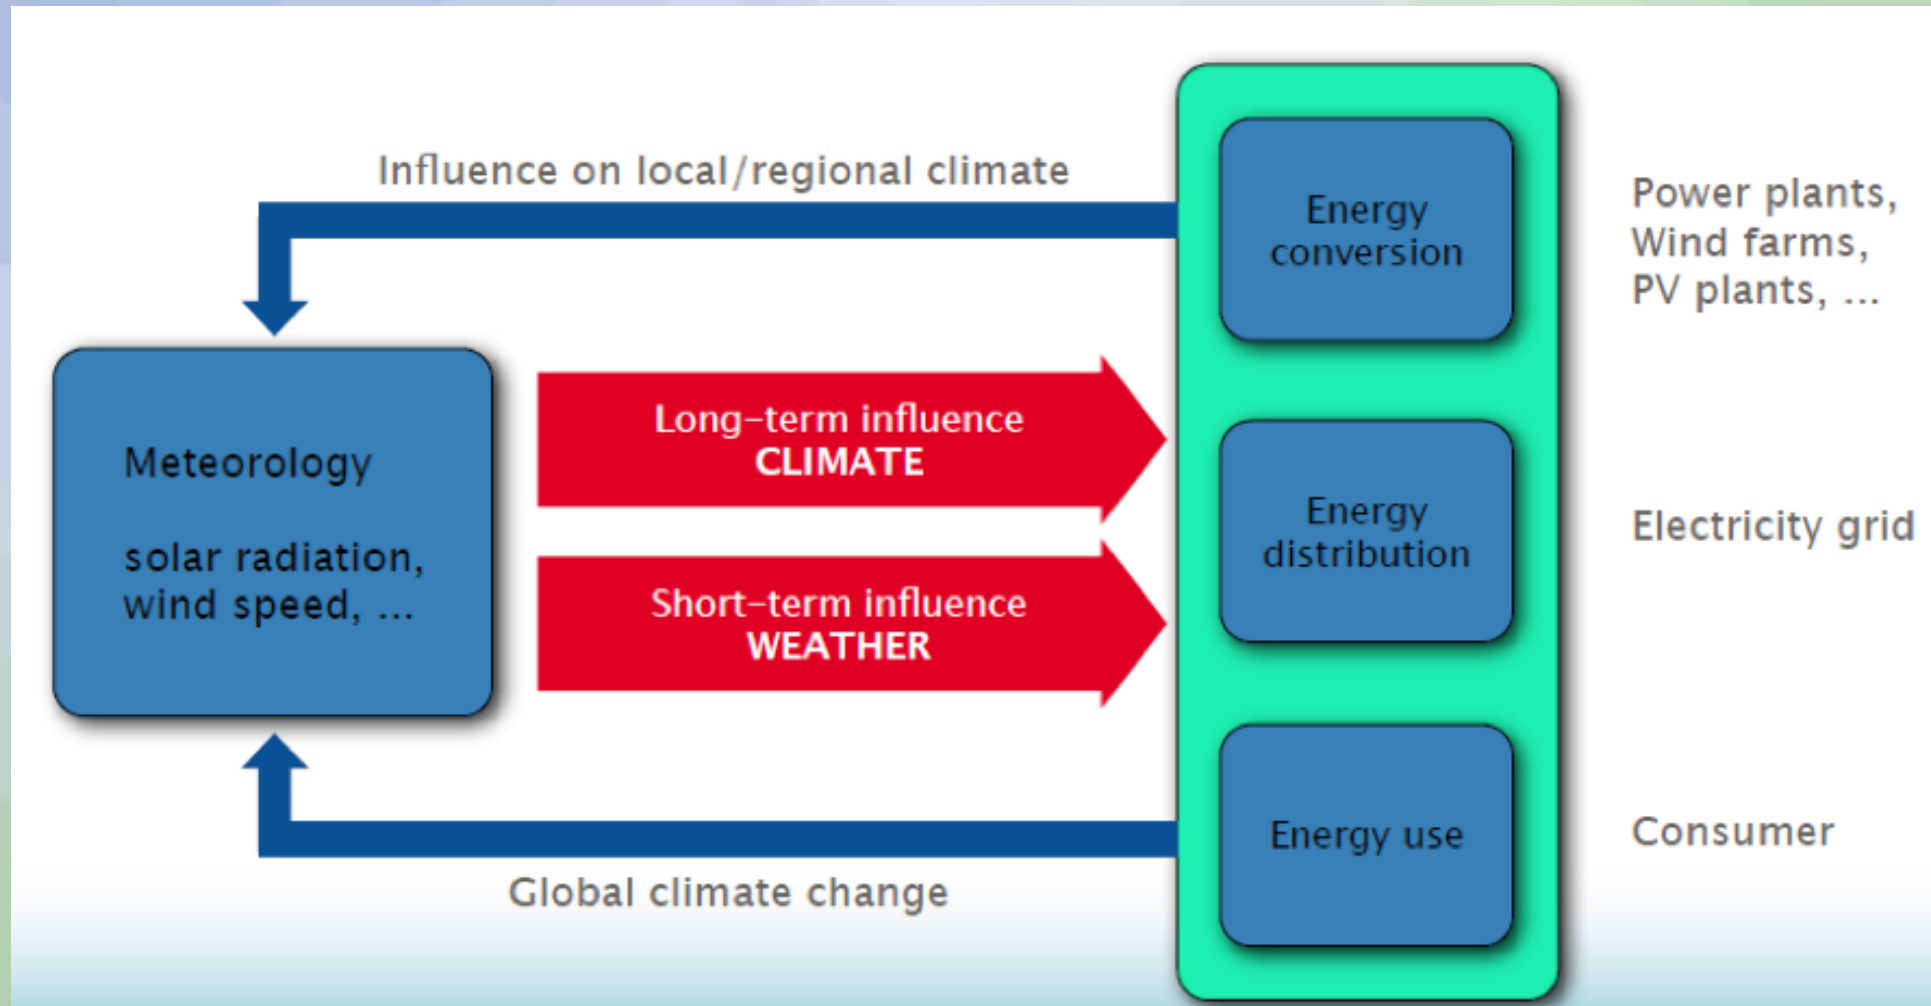 Influence on local/regional climate
Energy
conversion
Power plants,
Wind farms,
PV plants, ...
Meteorology
solar radiation,
wind speed, ...
Long-term influence
CLIMATE
Short-term influence
WEATHER
Energy
distribution
Electricity grid
Energy use
Consumer
Global climate change